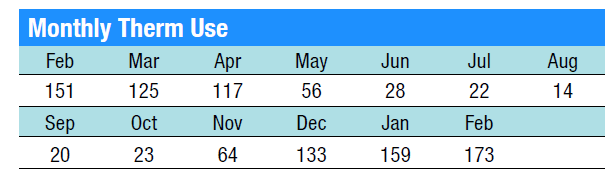 Monthly Therm Use
Feb Mar Apr May Jun Jul Aug
151 125 117 56 28 22 14
Sep Oct Nov Dec Jan Feb
20 23 64 133 159 173